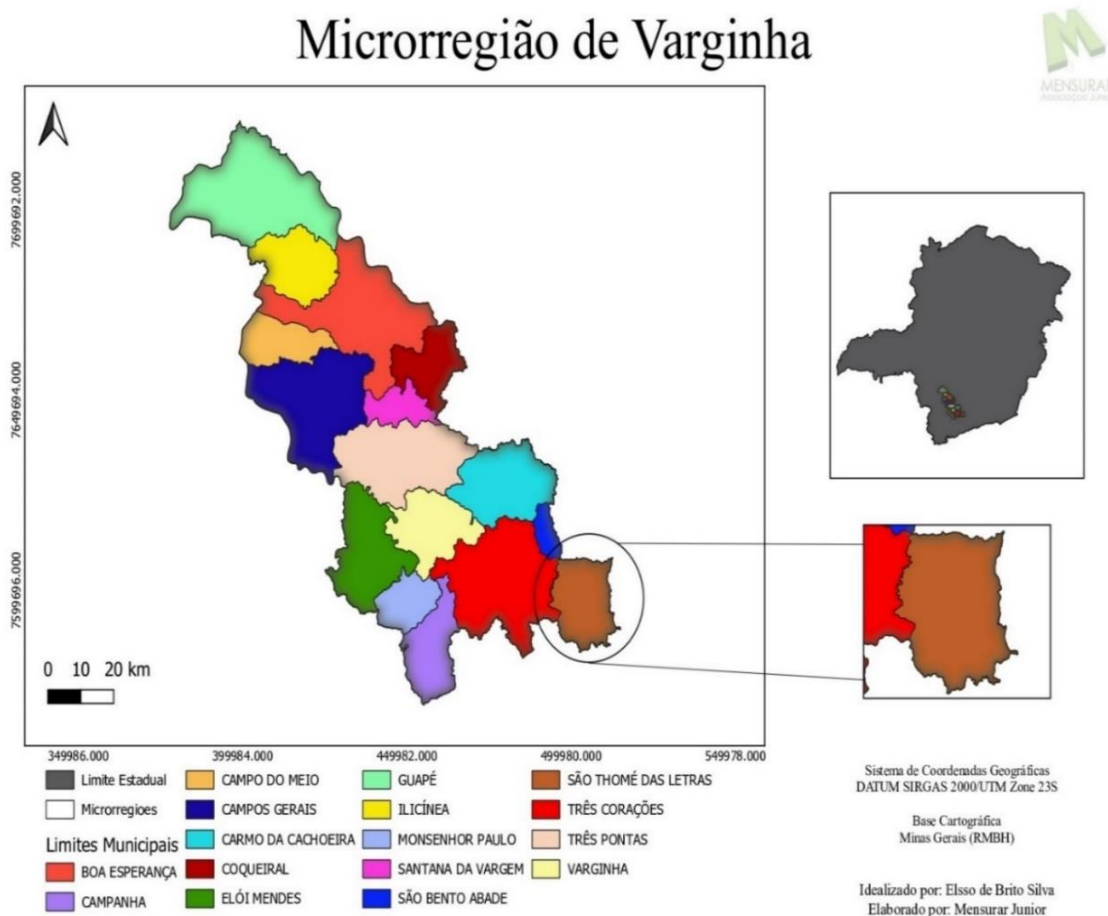 Microrregião de Varginha
MENSURAR
7699692.000
7649694.000
7599696.000
0 10 20 km
349986.000 399984.000 449982.000 499980.000 549978.000
Limite Estadual
Microrregioes
Limites Municipais
BOA ESPERANÇA
CAMPANHA
CAMPO DO MEIO
CAMPOS GERAIS
CARMO DA CACHOEIRA
COQUEIRAL
ELÓI MENDES
GUAPÉ
ILICÍNEA
MONSENHOR PAULO
SANTANA DA VARGEM
SÃO BENTO ABADE
SÃO THOMÉ DAS LETRAS
TRÊS CORAÇÕES
TRÊS PONTAS
VARGINHA
Sistema de Coordenadas Geográficas
DATUM SIRGAS 2000/UTM Zone 23S
Base Cartográfica
Minas Gerais (RMBH)
Idealizado por: Elsso de Brito Silva
Elaborado por: Mensurar Junior